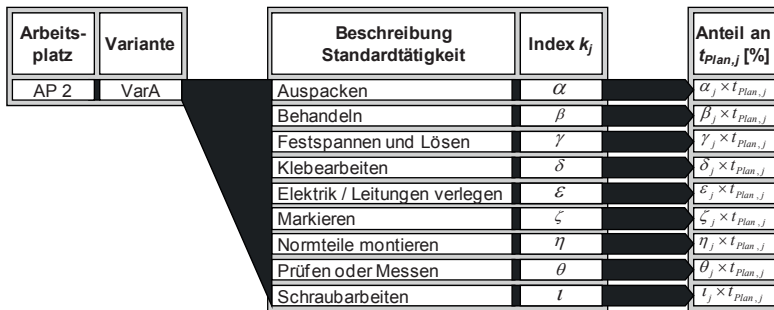 Arbeits-
platz
Variante
Beschreibung
Standardtätigkeit
Index kj
Anteil an
tPlan,j [%]
AP 2 VarA Auspacken α αj × tPlan,j
Behandeln β βj × tPlan,j
Festspannen und Lösen γ γj × tPlan,j
Klebearbeiten δ δj × tPlan,j
Elektrik / Leitungen verlegen ε εj × tPlan,j
Markieren ζ ζj × tPlan,j
Normteile montieren η ηj × tPlan,j
Prüfen oder Messen θ θj × tPlan,j
Schraubarbeiten ι ιj × tPlan,j